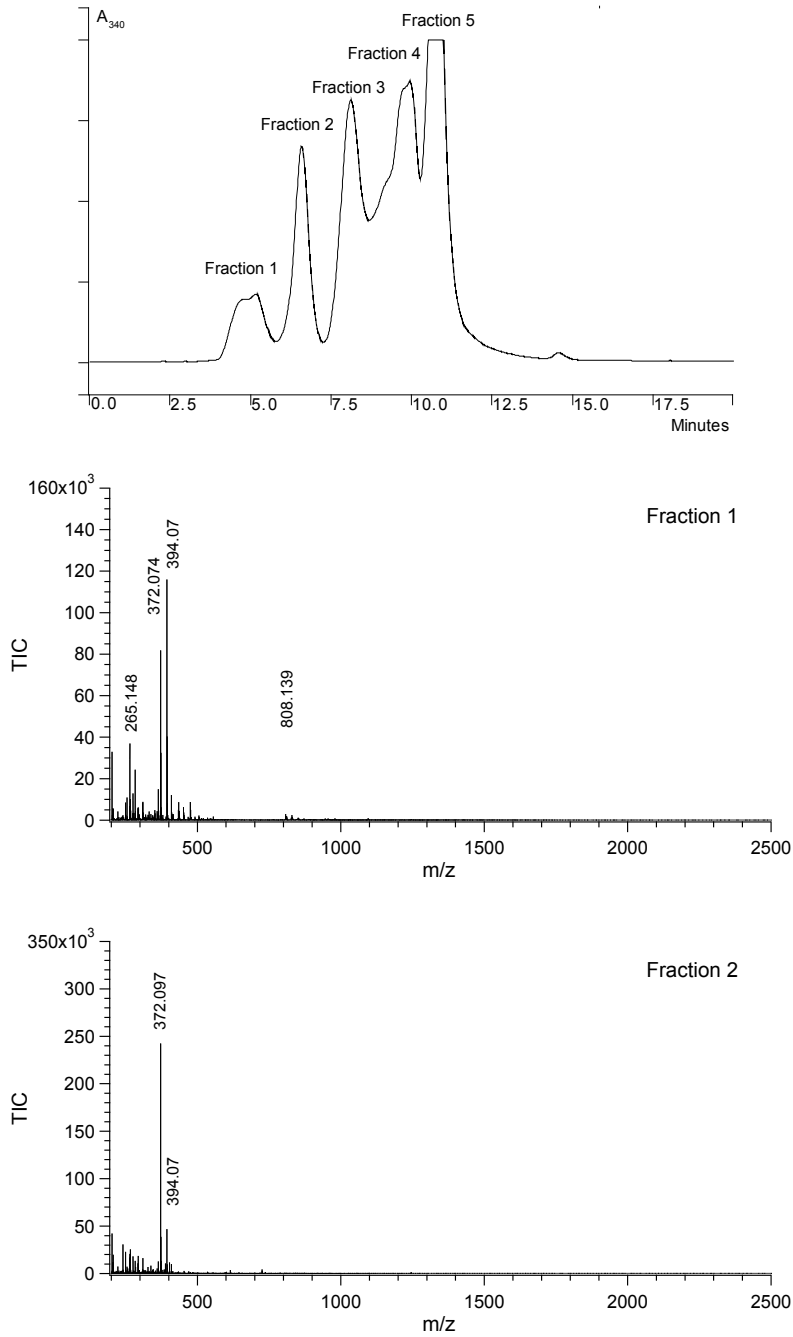 A340
Fraction 5
Fraction 4
Fraction 3
Fraction 2
Fraction 1
0.0 2.5 5.0 7.5 10.0 12.5 15.0 17.5
Minutes
160x10³
Fraction 1
140
394.07
372.074
120
100
80
TIC
60
265.148
808.139
40
20
0
500 1000 1500 2000 2500
m/z
350x10³
Fraction 2
300
372.097
250
200
TIC
150
100
394.07
50
0
500 1000 1500 2000 2500
m/z